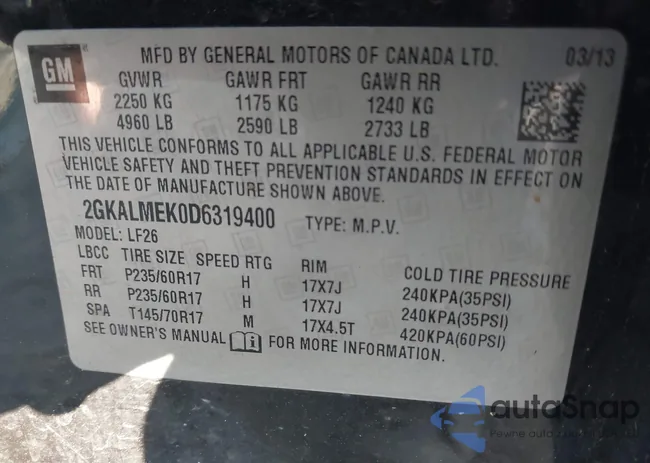 GM
MFD BY GENERAL MOTORS OF CANADA LTD. 03/13
GVWR GAWR FRT GAWR RR
2250 KG 1175 KG 1240 KG
4960 LB 2590 LB 2733 LB
THIS VEHICLE CONFORMS TO ALL APPLICABLE U.S. FEDERAL MOTOR
VEHICLE SAFETY AND THEFT PREVENTION STANDARDS IN EFFECT ON
THE DATE OF MANUFACTURE SHOWN ABOVE.
2GKALMEK0D6319400 TYPE: M.P.V.
MODEL: LF26
LBCC TIRE SIZE SPEED RTG RIM COLD TIRE PRESSURE
FRT P235/60R17 H 17X7J 240KPA(35PSI)
RR P235/60R17 H 17X7J 240KPA(35PSI)
SPA T145/70R17 M 17X4.5T 420KPA(60PSI)
SEE OWNER'S MANUAL FOR MORE INFORMATION.
autoSnap
Pewne auto z